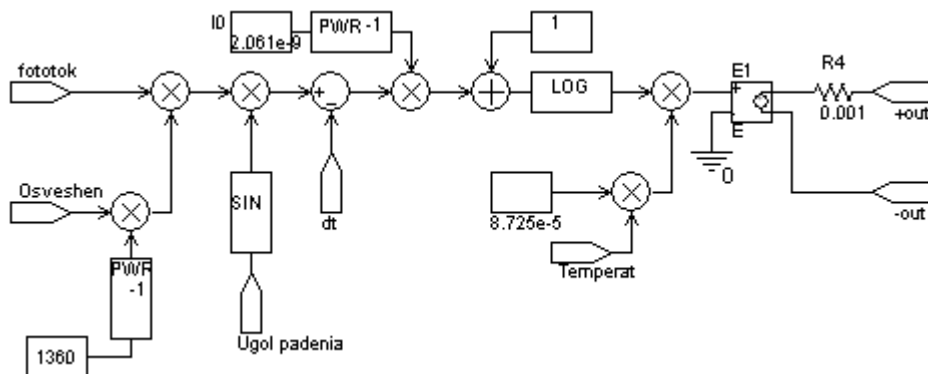 I0
2.061e-9
PWR -1
1
fototok
LOG
E1
E
R4
0.001
+out
0
Osveshen
SIN
dt
8.725e-5
Temperat
-out
PWR
-1
1360
Ugol padenia